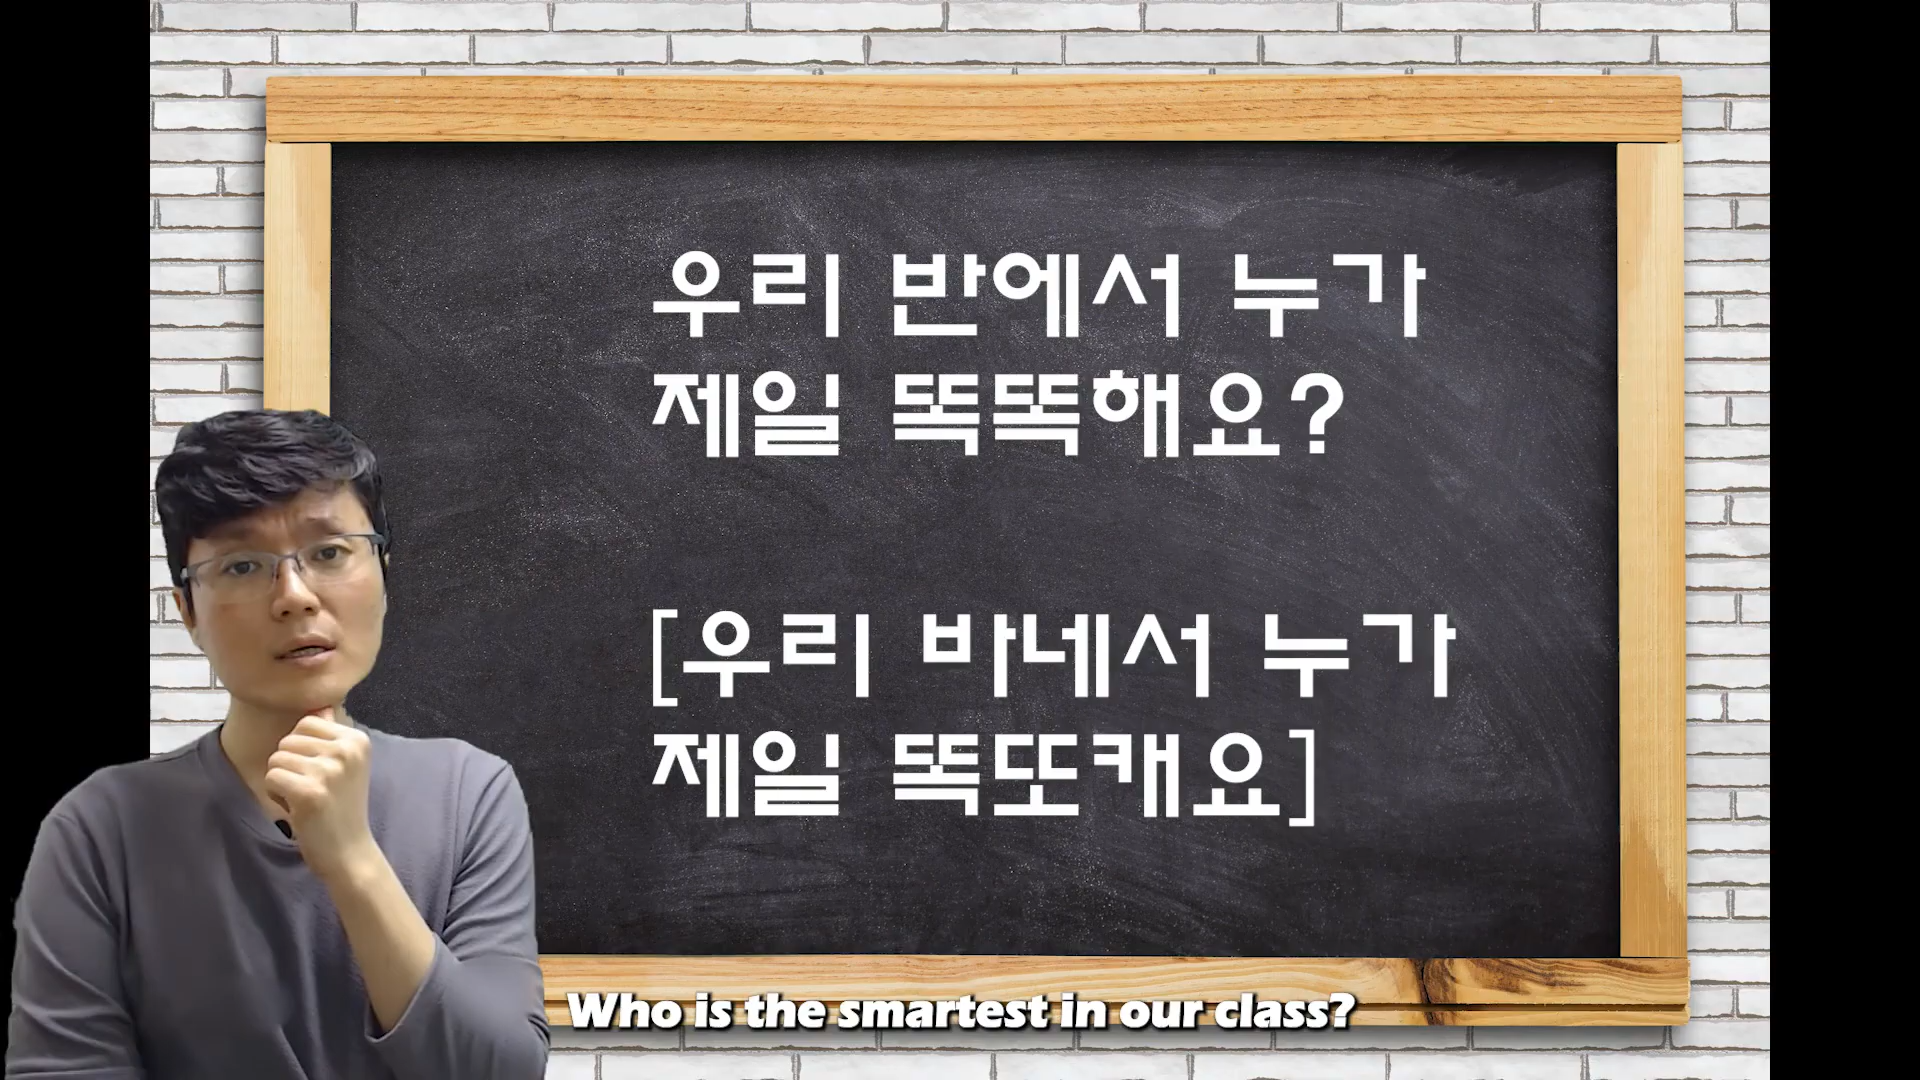 우리 반에서 누가
제일 똑똑해요?
[우리 바네서 누가
제일 똑또캐요]
Who is the smartest in our class?